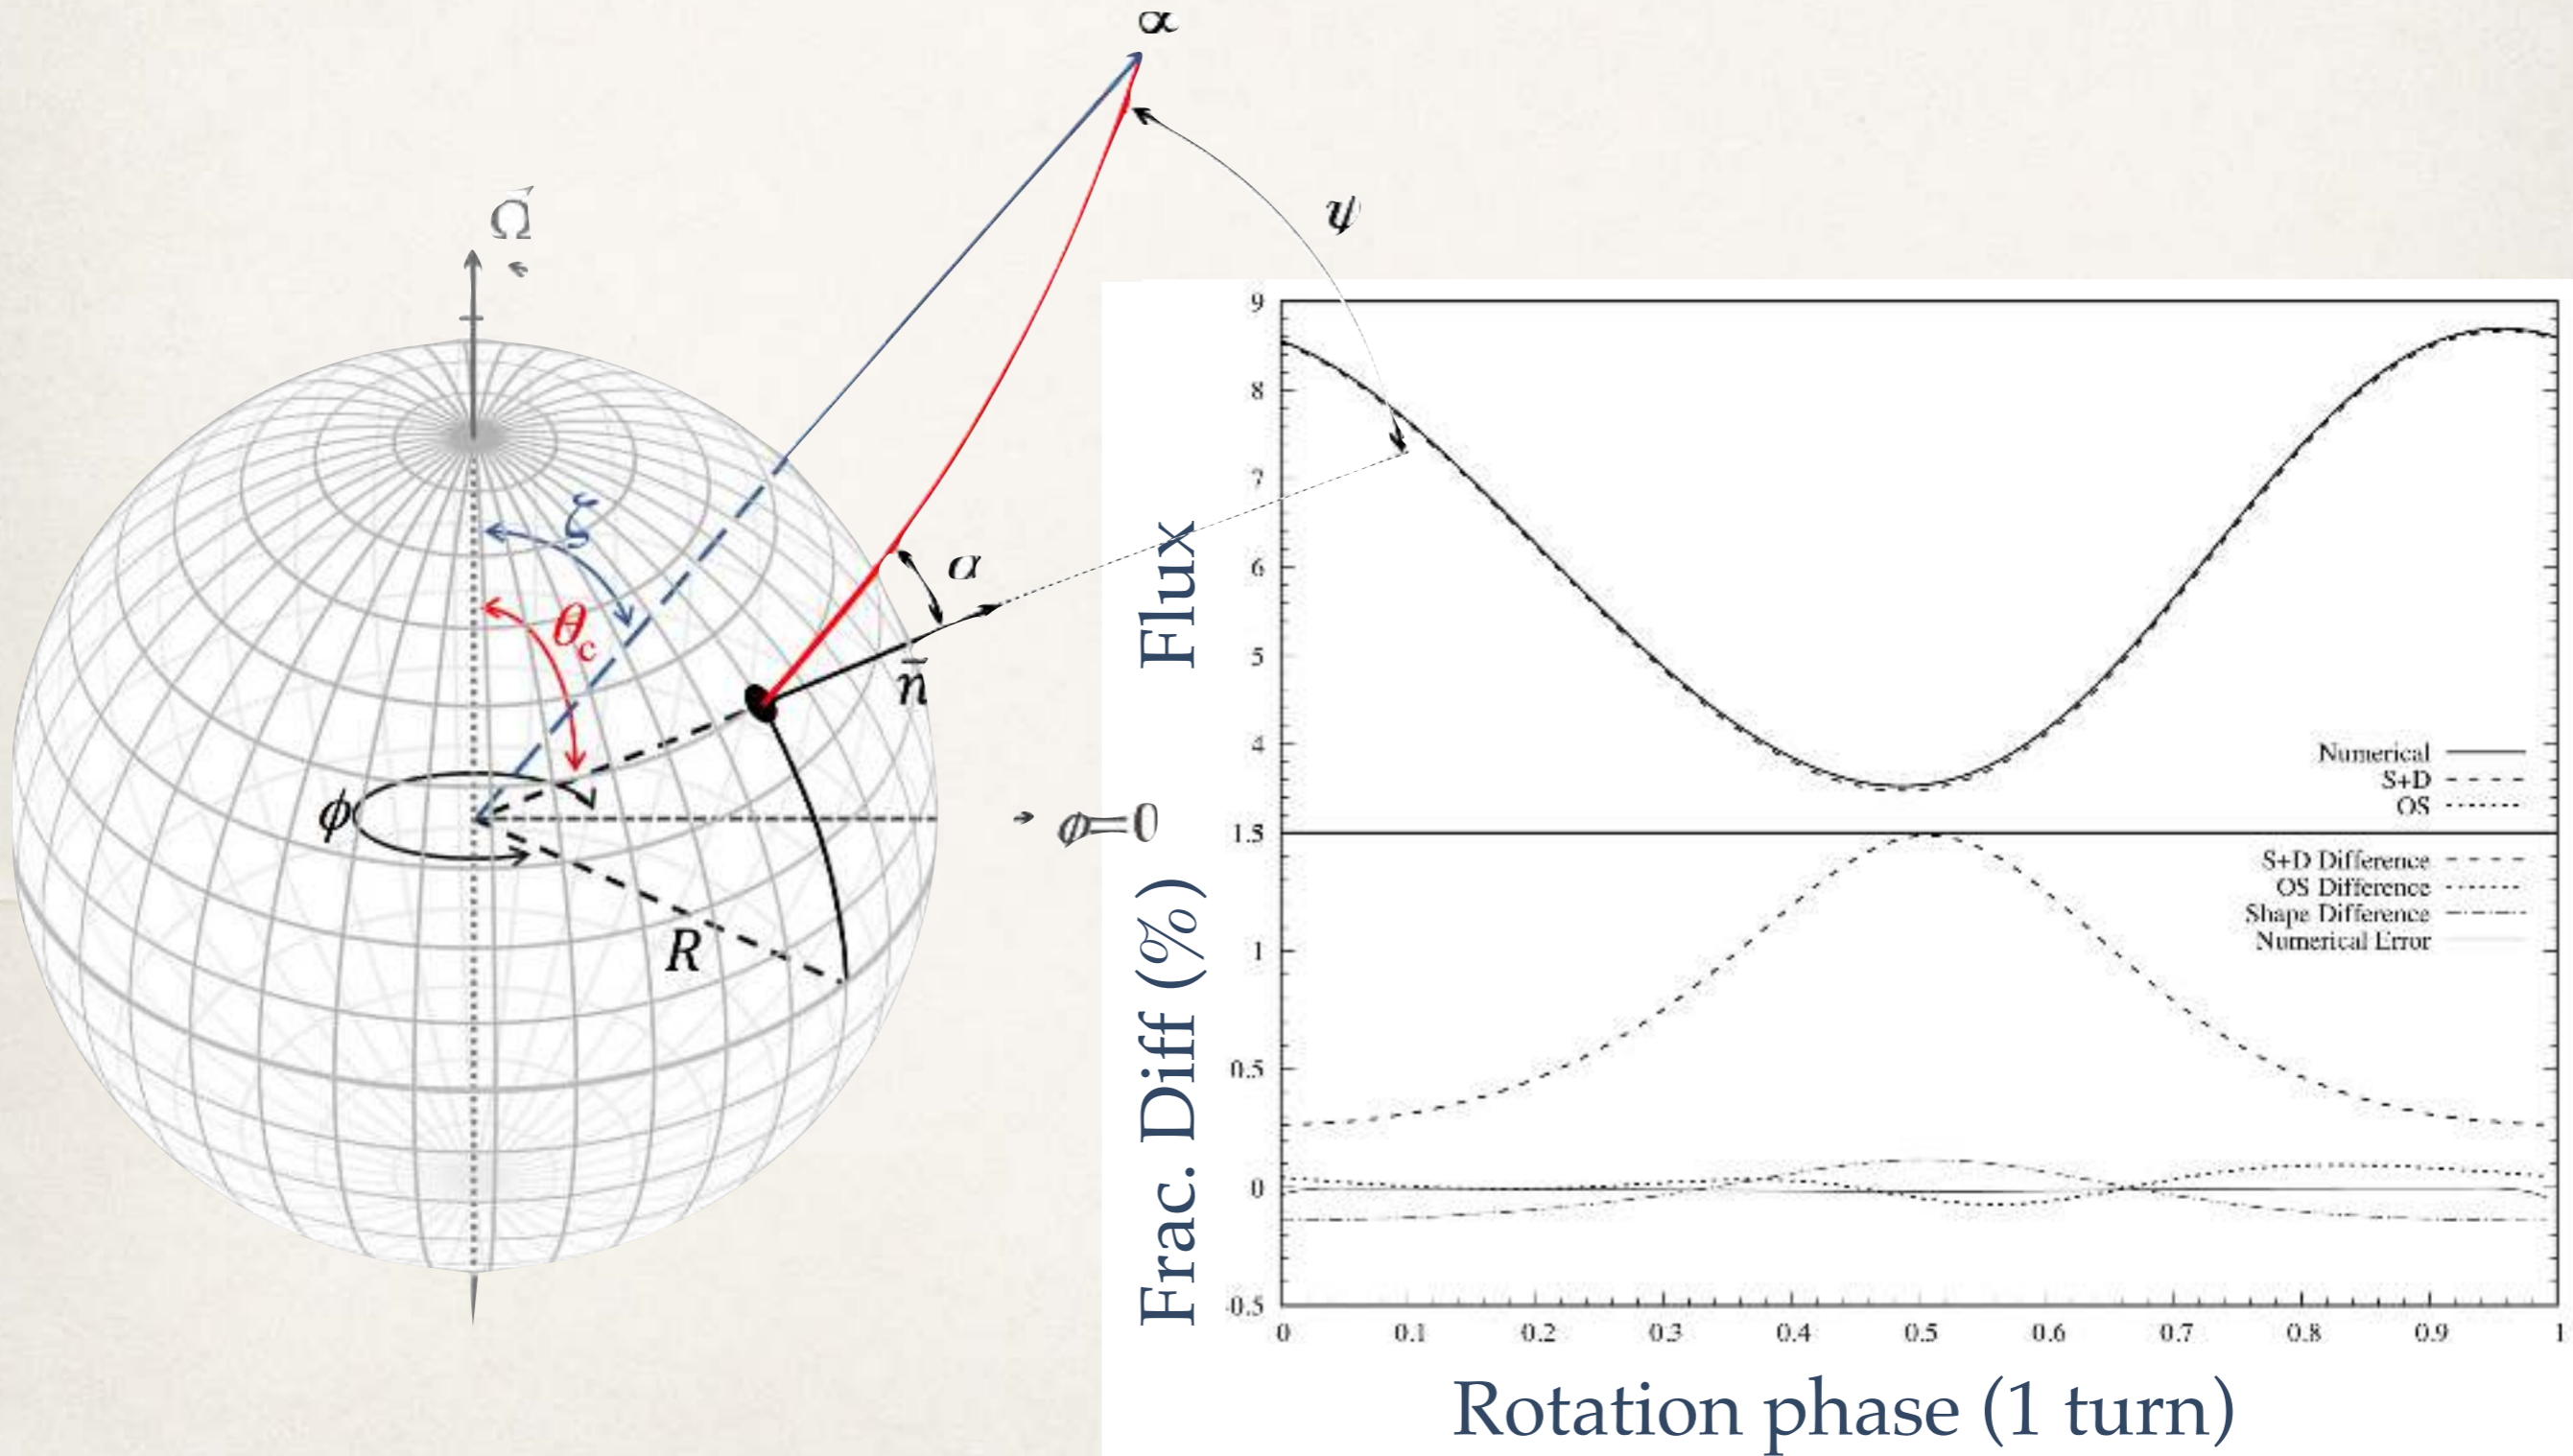 ∝
ψ
Ω⃗
ζ
α
θc
n̄
ϕ
φ=0
R
Flux
9
8
7
6
5
4
Numerical
S+D
OS
Frac. Diff (%)
1.5
1
0.5
0
-0.5
S+D Difference
OS Difference
Shape Difference
Numerical Error
0 0.1 0.2 0.3 0.4 0.5 0.6 0.7 0.8 0.9 1
Rotation phase (1 turn)